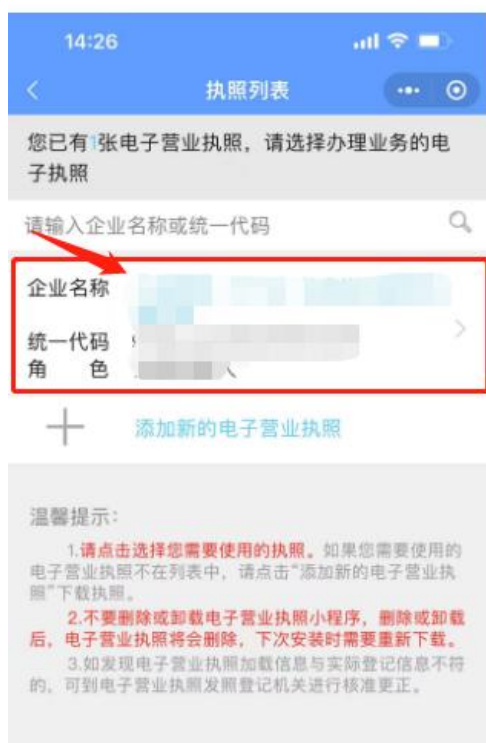 14:26
执照列表
您已有1张电子营业执照，请选择办理业务的电
子执照
请输入企业名称或统一代码
企业名称
统一代码
角 色 人
添加新的电子营业执照
温馨提示：
1.请点击选择您需要使用的执照。如果您需要使用的
电子营业执照不在列表中，请点击“添加新的电子营业执
照”下载执照。
2.不要删除或卸载电子营业执照小程序，删除或卸载
后，电子营业执照将会删除，下次安装时需要重新下载。
3.如发现电子营业执照加载信息与实际登记信息不符
的，可到电子营业执照发照登记机关进行核准更正。